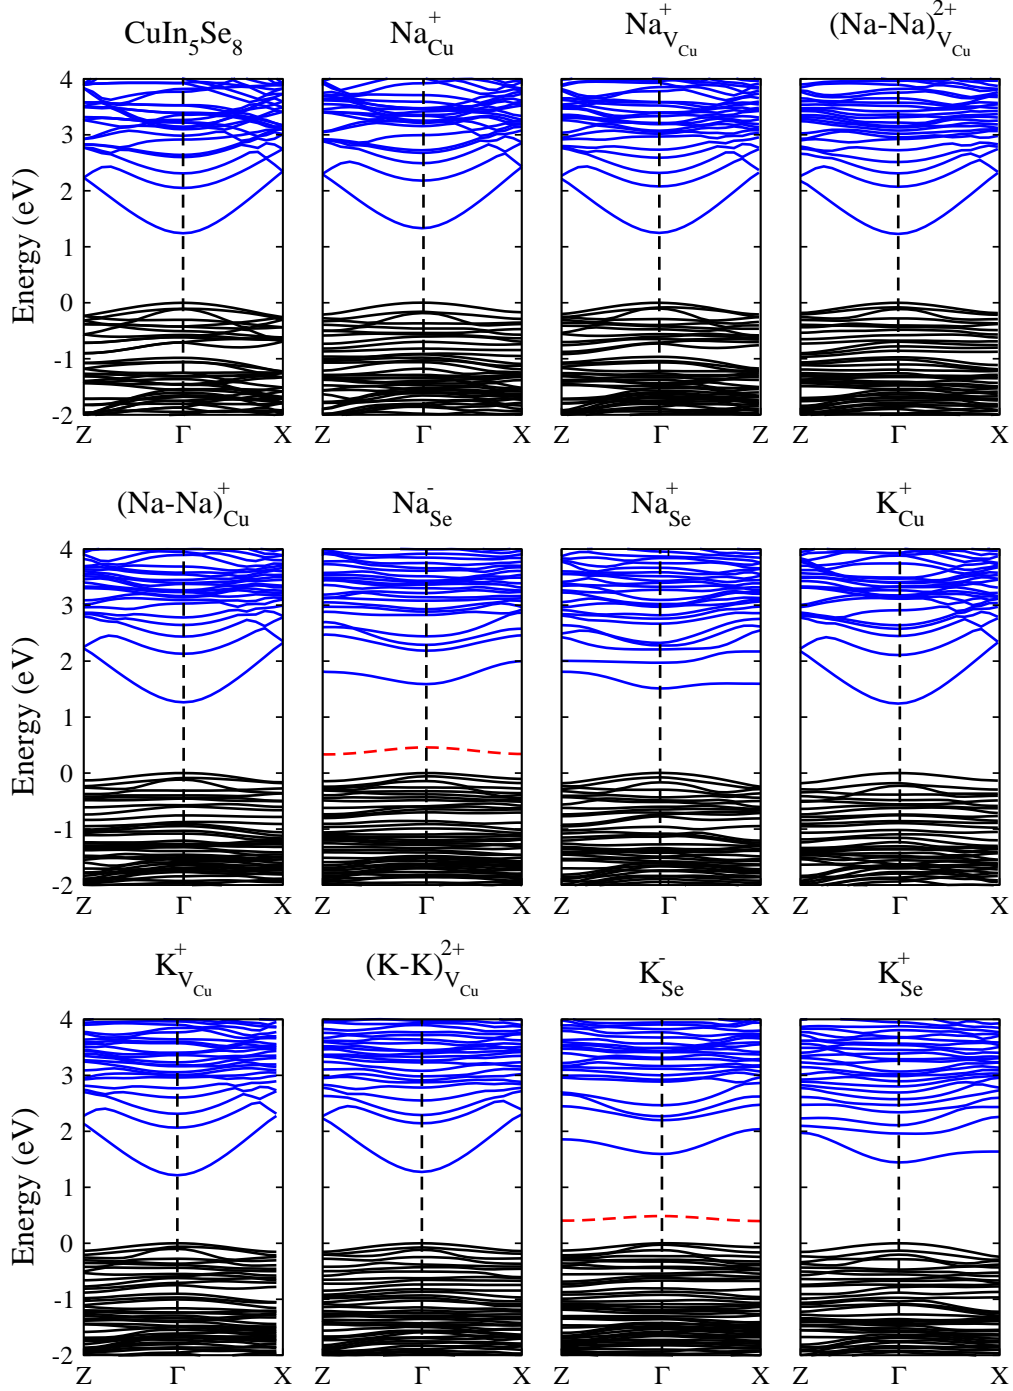 CuIn5Se8 Na+Cu Na+VCu (Na-Na)2+VCu
Energy (eV)
4
3
2
1
0
-1
-2
Z Γ X Z Γ X Z Γ Z Z Γ X
(Na-Na)+Cu Na-Se Na+Se K+Cu
Energy (eV)
4
3
2
1
0
-1
-2
Z Γ X Z Γ X Z Γ X Z Γ X
K+VCu (K-K)2+VCu K-Se K+Se
Energy (eV)
4
3
2
1
0
-1
-2
Z Γ X Z Γ X Z Γ X Z Γ X